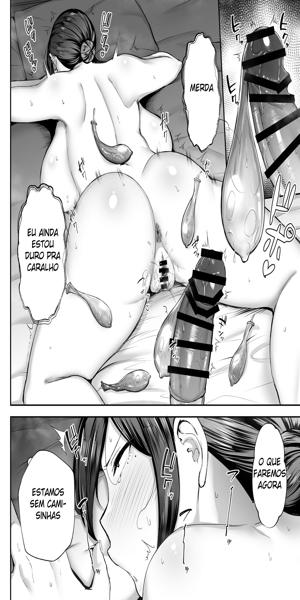 MERDA
EU AINDA
ESTOU
DURO PRA
CARALHO
O QUE
FAREMOS
AGORA
ESTAMOS
SEM CAMI-
SINHAS